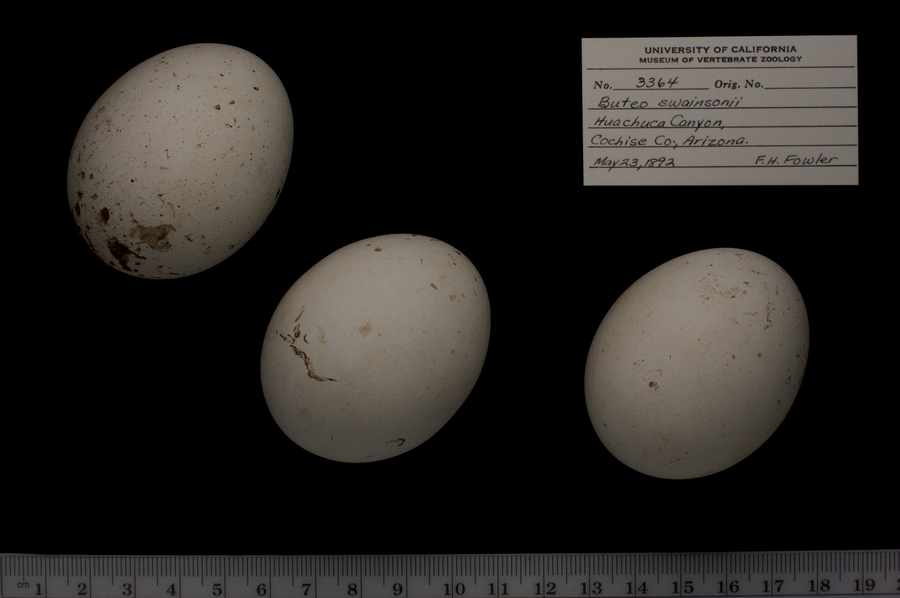 UNIVERSITY OF CALIFORNIA
MUSEUM OF VERTEBRATE ZOOLOGY
No. 3364 Orig. No.
Buteo swainsonii
Huachuca Canyon,
Cochise Co., Arizona.
May 23, 1892 F.H. Fowler
cm 1 2 3 4 5 6 7 8 9 10 11 12 13 14 15 16 17 18 19